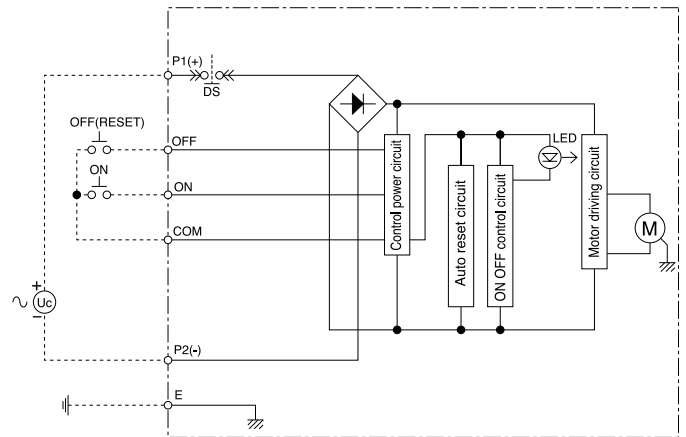 P1(+)
DS
OFF(RESET)
OFF
LED
ON
ON
COM
Control power circuit
Auto reset circuit
ON OFF control circuit
Motor driving circuit
M
+
Uc
−
P2(-)
E